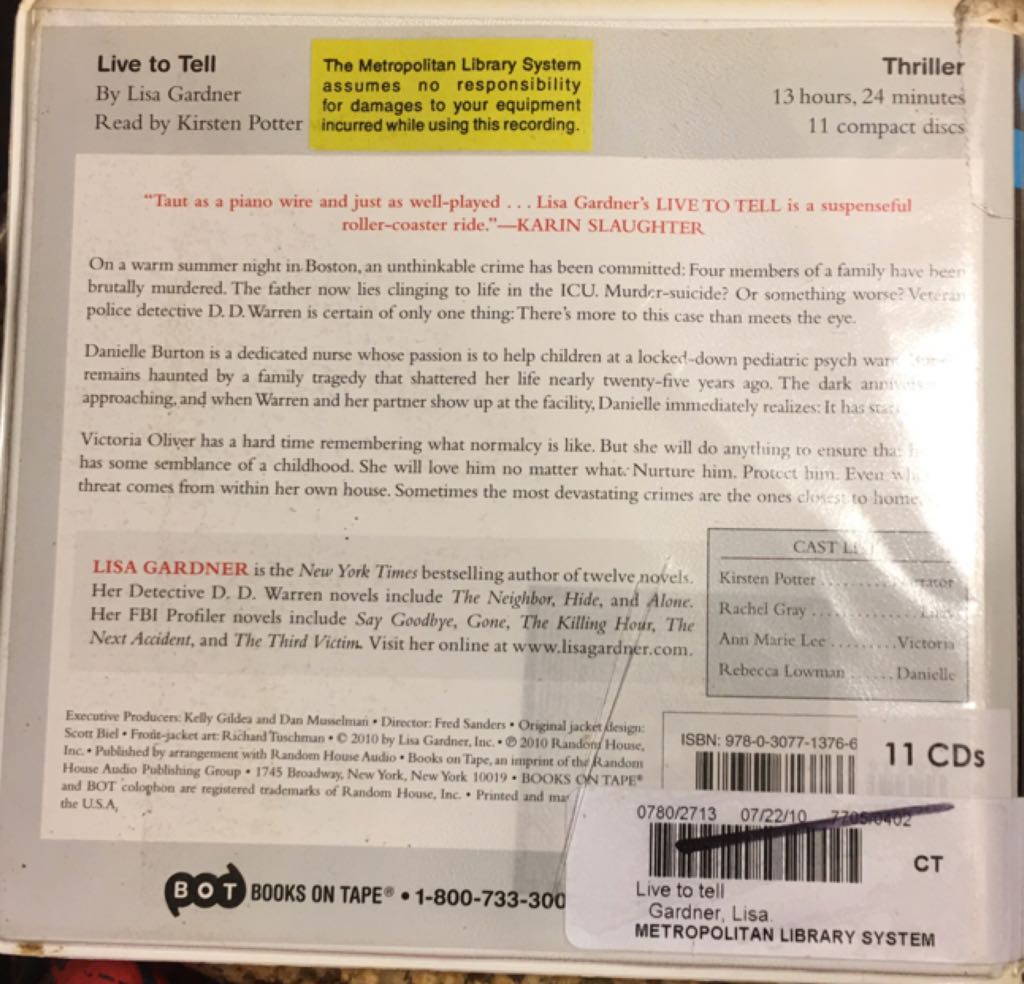 Live to Tell
By Lisa Gardner
Read by Kirsten Potter
The Metropolitan Library System
assumes no responsibility
for damages to your equipment
incurred while using this recording.
Thriller
13 hours, 24 minutes
11 compact discs
“Taut as a piano wire and just as well-played . . . Lisa Gardner’s LIVE TO TELL is a suspenseful
roller-coaster ride.”—KARIN SLAUGHTER
On a warm summer night in Boston, an unthinkable crime has been committed: Four members of a family have been
brutally murdered. The father now lies clinging to life in the ICU. Murder-suicide? Or something worse? Veteran
police detective D. D. Warren is certain of only one thing: There’s more to this case than meets the eye.
Danielle Burton is a dedicated nurse whose passion is to help children at a locked-down pediatric psych
remains haunted by a family tragedy that shattered her life nearly twenty-five years ago. The dark
approaching, and when Warren and her partner show up at the facility, Danielle immediately realizes: It has
Victoria Oliver has a hard time remembering what normalcy is like. But she will do anything to ensure that
has some semblance of a childhood. She will love him no matter what. Nurture him. Protect him. Even
threat comes from within her own house. Sometimes the most devastating crimes are the ones closest to home.
LISA GARDNER is the New York Times bestselling author of twelve novels.
Her Detective D. D. Warren novels include The Neighbor, Hide, and Alone.
Her FBI Profiler novels include Say Goodbye, Gone, The Killing Hour, The
Next Accident, and The Third Victim. Visit her online at www.lisagardner.com.
CAST
Kirsten Potter
Rachel Gray
Ann Marie Lee . . . . . . . . . Victoria
Rebecca Lowman . . . . . . Danielle
Executive Producers: Kelly Gildea and Dan Musselman • Director: Fred Sanders • Original jacket design:
Scott Biel • Front-jacket art: Richard Tuschman • © 2010 by Lisa Gardner, Inc. • ℗ 2010 Random House,
Inc. • Published by arrangement with Random House Audio • Books on Tape, an imprint of the Random
House Audio Publishing Group • 1745 Broadway, New York, New York 10019 • BOOKS ON TAPE®
and BOT colophon are registered trademarks of Random House, Inc. • Printed and
the U.S.A.
ISBN: 978-0-3077-1376-6
11 CDs
0780/2713 07/22/10
CT
Live to tell
Gardner, Lisa.
METROPOLITAN LIBRARY SYSTEM
BOT BOOKS ON TAPE® • 1-800-733-300